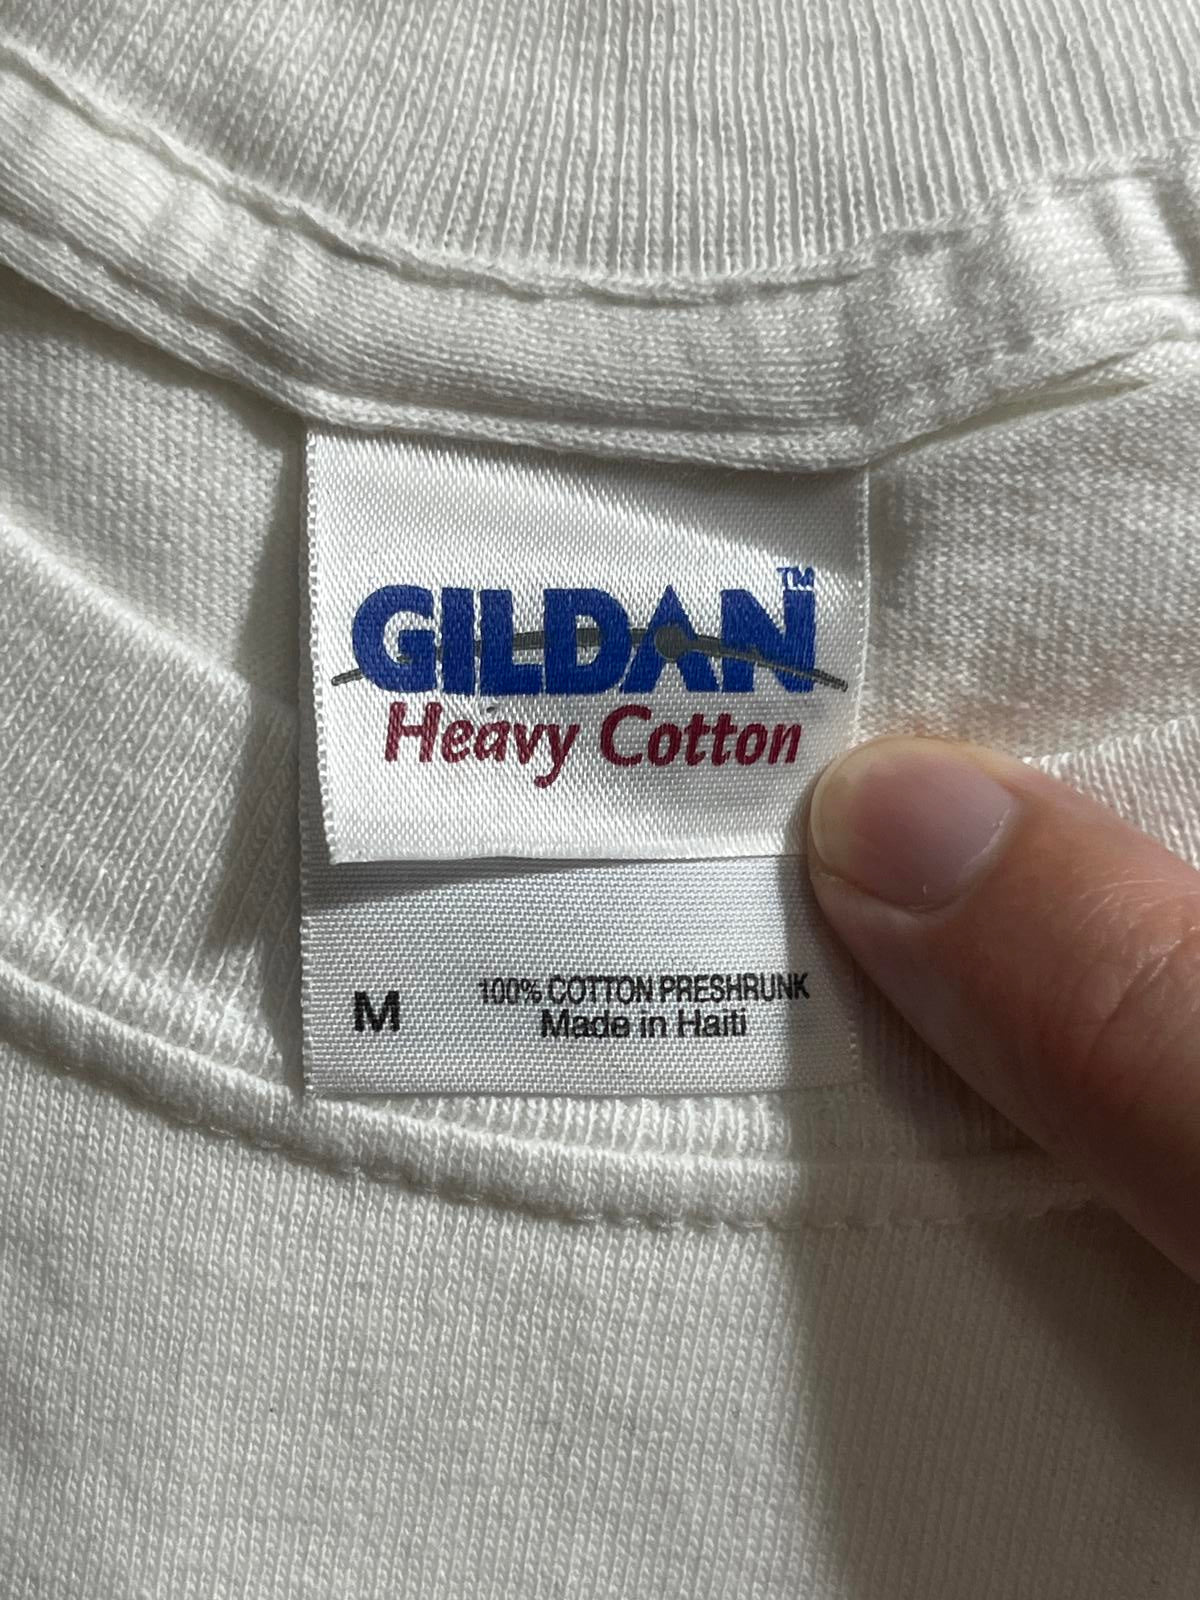 GILDAN™
Heavy Cotton
M
100% COTTON PRESHRUNK
Made in Haiti